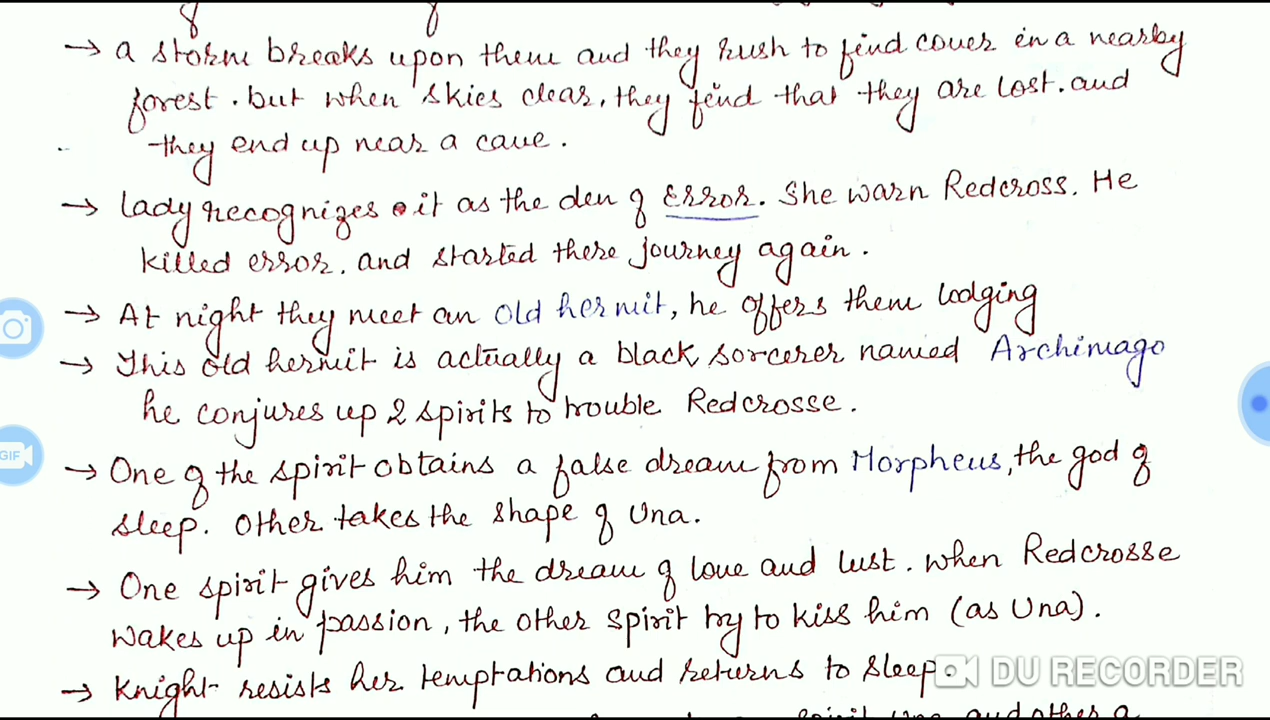 → a storm breaks upon them and they rush to find cover in a nearby
forest. but when skies clear, they find that they are lost. and
they end up near a cave.
→ Lady recognizes it as the den of error. She warn Redcross. He
killed error. and started there journey again.
→ At night they meet an old hermit, he offers them lodging
→ This old hermit is actually a black sorcerer named Archimago
he conjures up 2 spirits to trouble Redcrosse.
→ One of the spirit obtains a false dream from Morpheus, the god of
sleep. Other takes the shape of Una.
→ One spirit gives him the dream of love and lust. when Redcrosse
wakes up in passion, the other spirit try to kiss him (as Una).
→ Knight resists her temptations and returns to sleep.
DU RECORDER
GIF